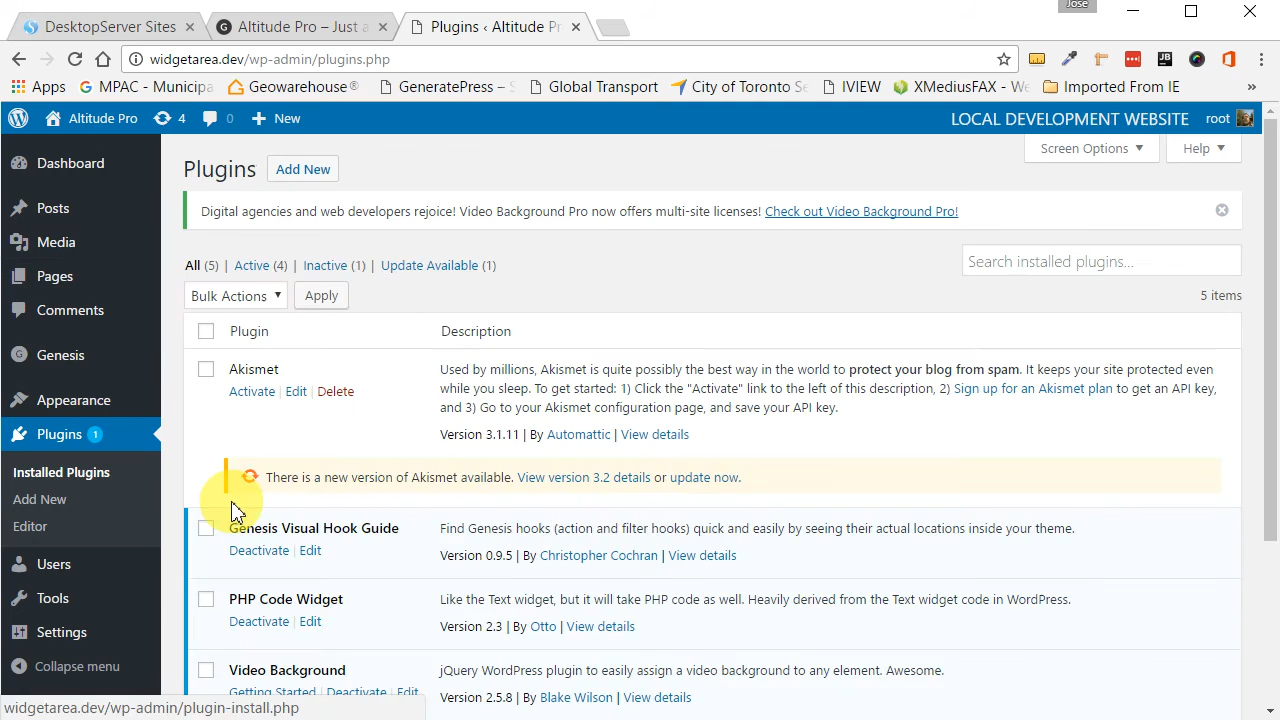 Jose
DesktopServer Sites
Altitude Pro – Just a
Plugins ‹ Altitude Pr
widgetarea.dev/wp-admin/plugins.php
Apps
MPAC - Municipa
Geowarehouse®
GeneratePress –
Global Transport
City of Toronto Se
IVIEW
XMediusFAX - We
Imported From IE
»
Altitude Pro
4
0
New
LOCAL DEVELOPMENT WEBSITE
root
Dashboard
Posts
Media
Pages
Comments
Genesis
Appearance
Plugins 1
Installed Plugins
Add New
Editor
Users
Tools
Settings
Collapse menu
Screen Options
Help
Plugins
Add New
Digital agencies and web developers rejoice! Video Background Pro now offers multi-site licenses! Check out Video Background Pro!
All (5) | Active (4) | Inactive (1) | Update Available (1)
Search installed plugins...
Bulk Actions
Apply
5 items
Plugin
Description
Akismet
Activate | Edit | Delete
Used by millions, Akismet is quite possibly the best way in the world to protect your blog from spam. It keeps your site protected even
while you sleep. To get started: 1) Click the "Activate" link to the left of this description, 2) Sign up for an Akismet plan to get an API key,
and 3) Go to your Akismet configuration page, and save your API key.
Version 3.1.11 | By Automattic | View details
There is a new version of Akismet available. View version 3.2 details or update now.
Genesis Visual Hook Guide
Deactivate | Edit
Find Genesis hooks (action and filter hooks) quick and easily by seeing their actual locations inside your theme.
Version 0.9.5 | By Christopher Cochran | View details
PHP Code Widget
Deactivate | Edit
Like the Text widget, but it will take PHP code as well. Heavily derived from the Text widget code in WordPress.
Version 2.3 | By Otto | View details
Video Background
Getting Started | Deactivate | Edit
jQuery WordPress plugin to easily assign a video background to any element. Awesome.
Version 2.5.8 | By Blake Wilson | View details
widgetarea.dev/wp-admin/plugin-install.php